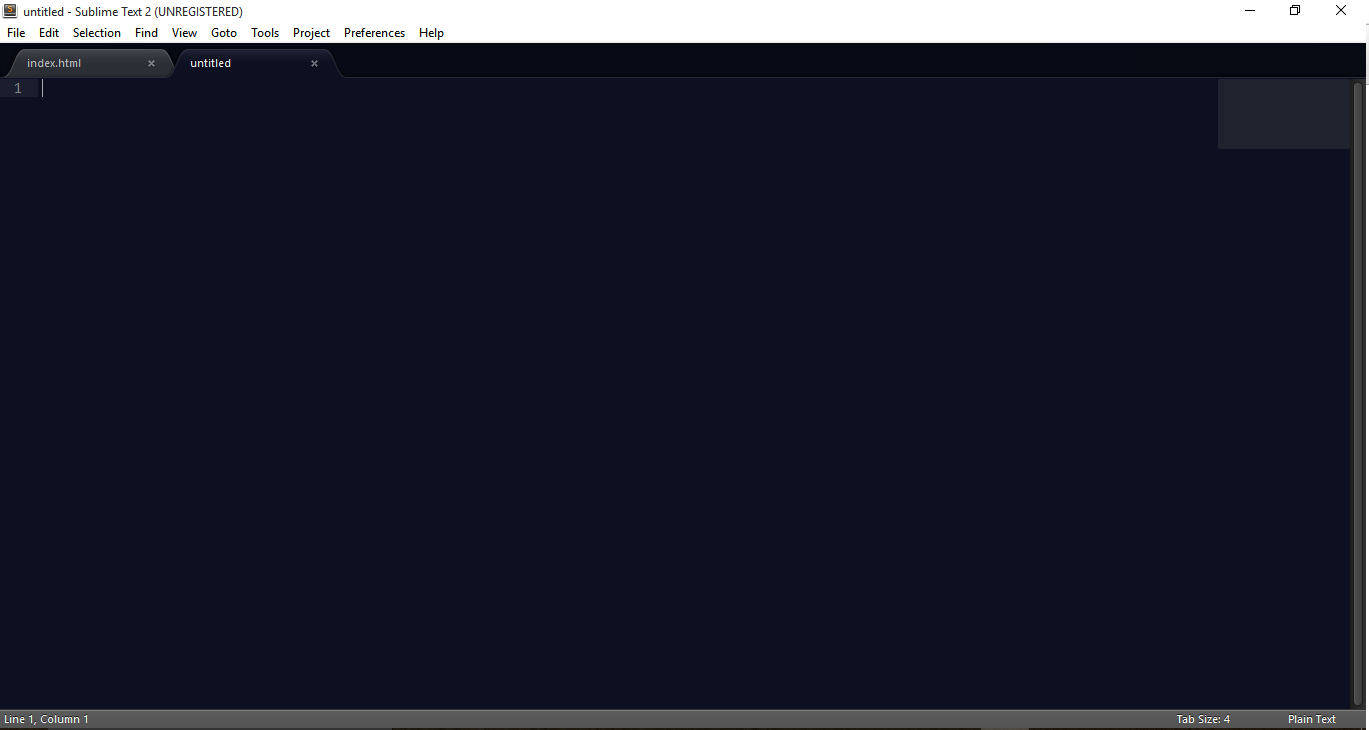 untitled - Sublime Text 2 (UNREGISTERED)
File Edit Selection Find View Goto Tools Project Preferences Help
index.html × untitled ×
1
Line 1, Column 1 Tab Size: 4 Plain Text